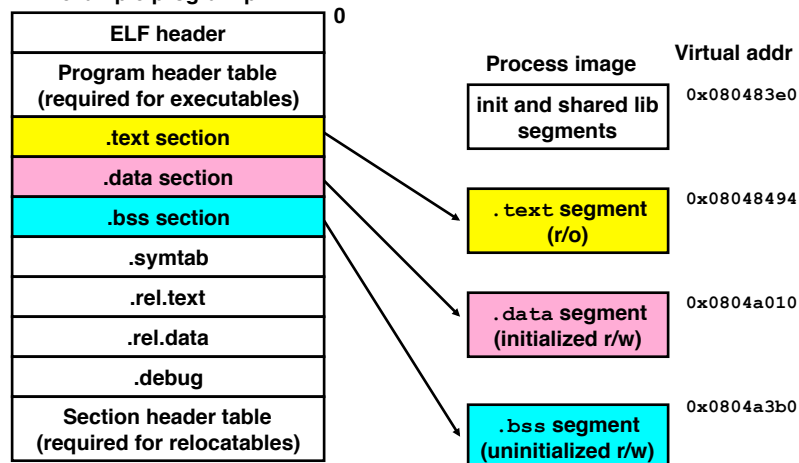 0
ELF header
Program header table
(required for executables)
.text section
.data section
.bss section
.symtab
.rel.text
.rel.data
.debug
Section header table
(required for relocatables)
Process image
Virtual addr
init and shared lib
segments
0x080483e0
.text segment
(r/o)
0x08048494
.data segment
(initialized r/w)
0x0804a010
.bss segment
(uninitialized r/w)
0x0804a3b0